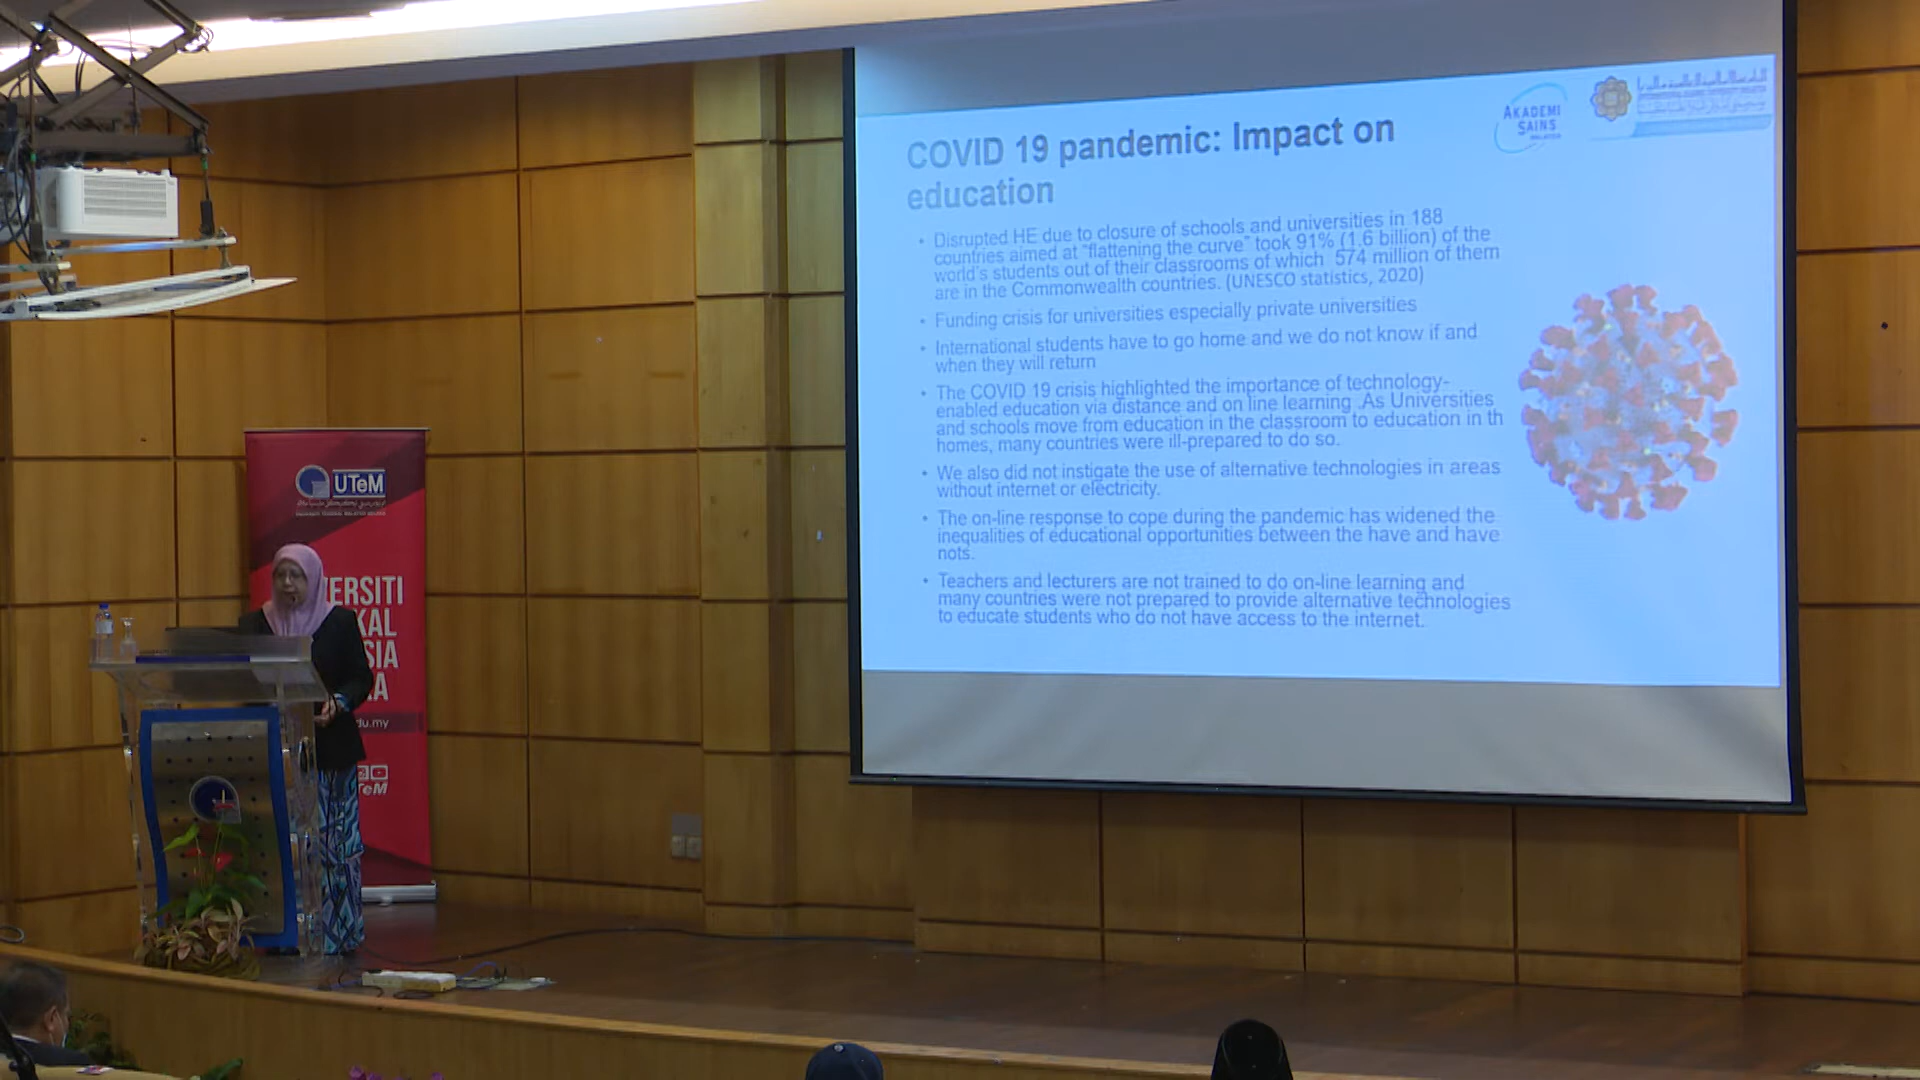 AKADEMI
SAINS
MALAYSIA
COVID 19 pandemic: Impact on
education
• Disrupted HE due to closure of schools and universities in 188
countries aimed at "flattening the curve" took 91% (1.6 billion) of the
world's students out of their classrooms of which 574 million of them
are in the Commonwealth countries. (UNESCO statistics, 2020)
• Funding crisis for universities especially private universities
• International students have to go home and we do not know if and
when they will return
• The COVID 19 crisis highlighted the importance of technology-
enabled education via distance and on line learning .As Universities
and schools move from education in the classroom to education in th
homes, many countries were ill-prepared to do so.
• We also did not instigate the use of alternative technologies in areas
without internet or electricity.
• The on-line response to cope during the pandemic has widened the
inequalities of educational opportunities between the have and have
nots.
• Teachers and lecturers are not trained to do on-line learning and
many countries were not prepared to provide alternative technologies
to educate students who do not have access to the internet.
UTeM
ERSITI
KAL
SIA
KA
du.my
TeM